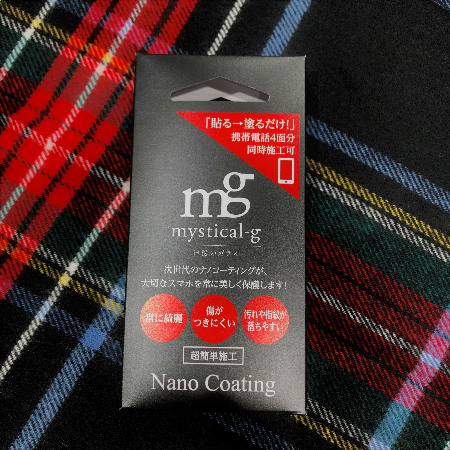 「貼る→塗るだけ!」
携帯電話4面分
同時施工可
mg
mystical-g
次世代のナノコーティングが、
大切なスマホを常に美しく保護します!
常に綺麗
傷が
つきにくい
汚れや指紋が
落ちやすい
超簡単施工
Nano Coating